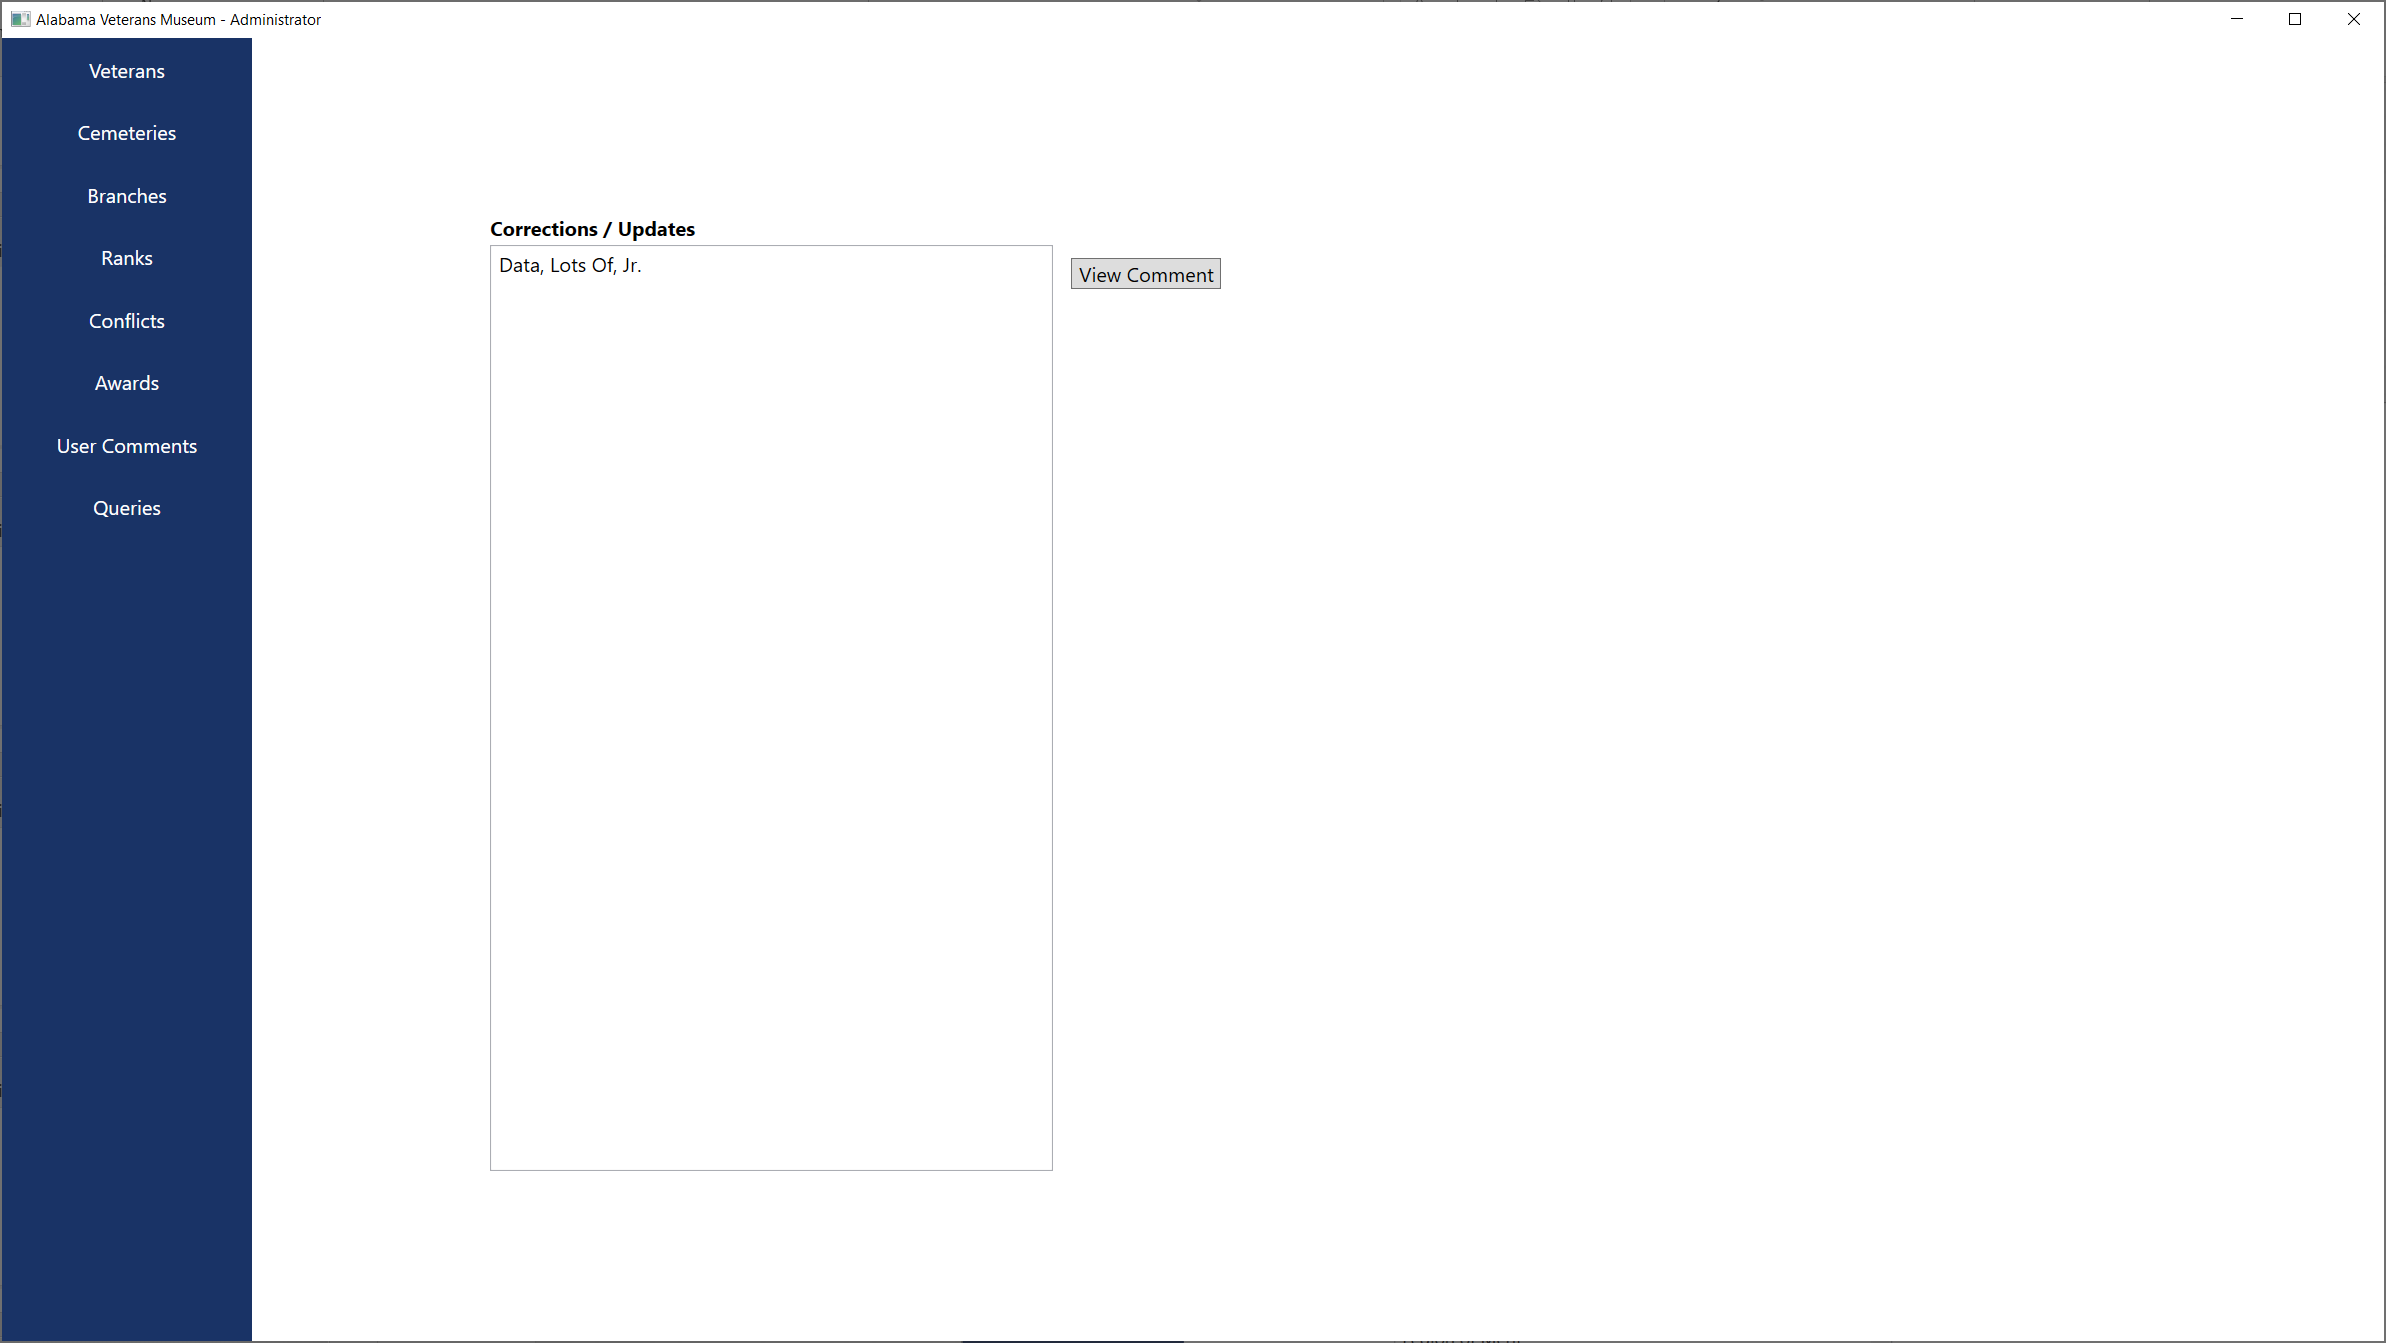 Alabama Veterans Museum - Administrator
Veterans
Cemeteries
Branches
Ranks
Conflicts
Awards
User Comments
Queries
Corrections / Updates
Data, Lots Of, Jr.
View Comment